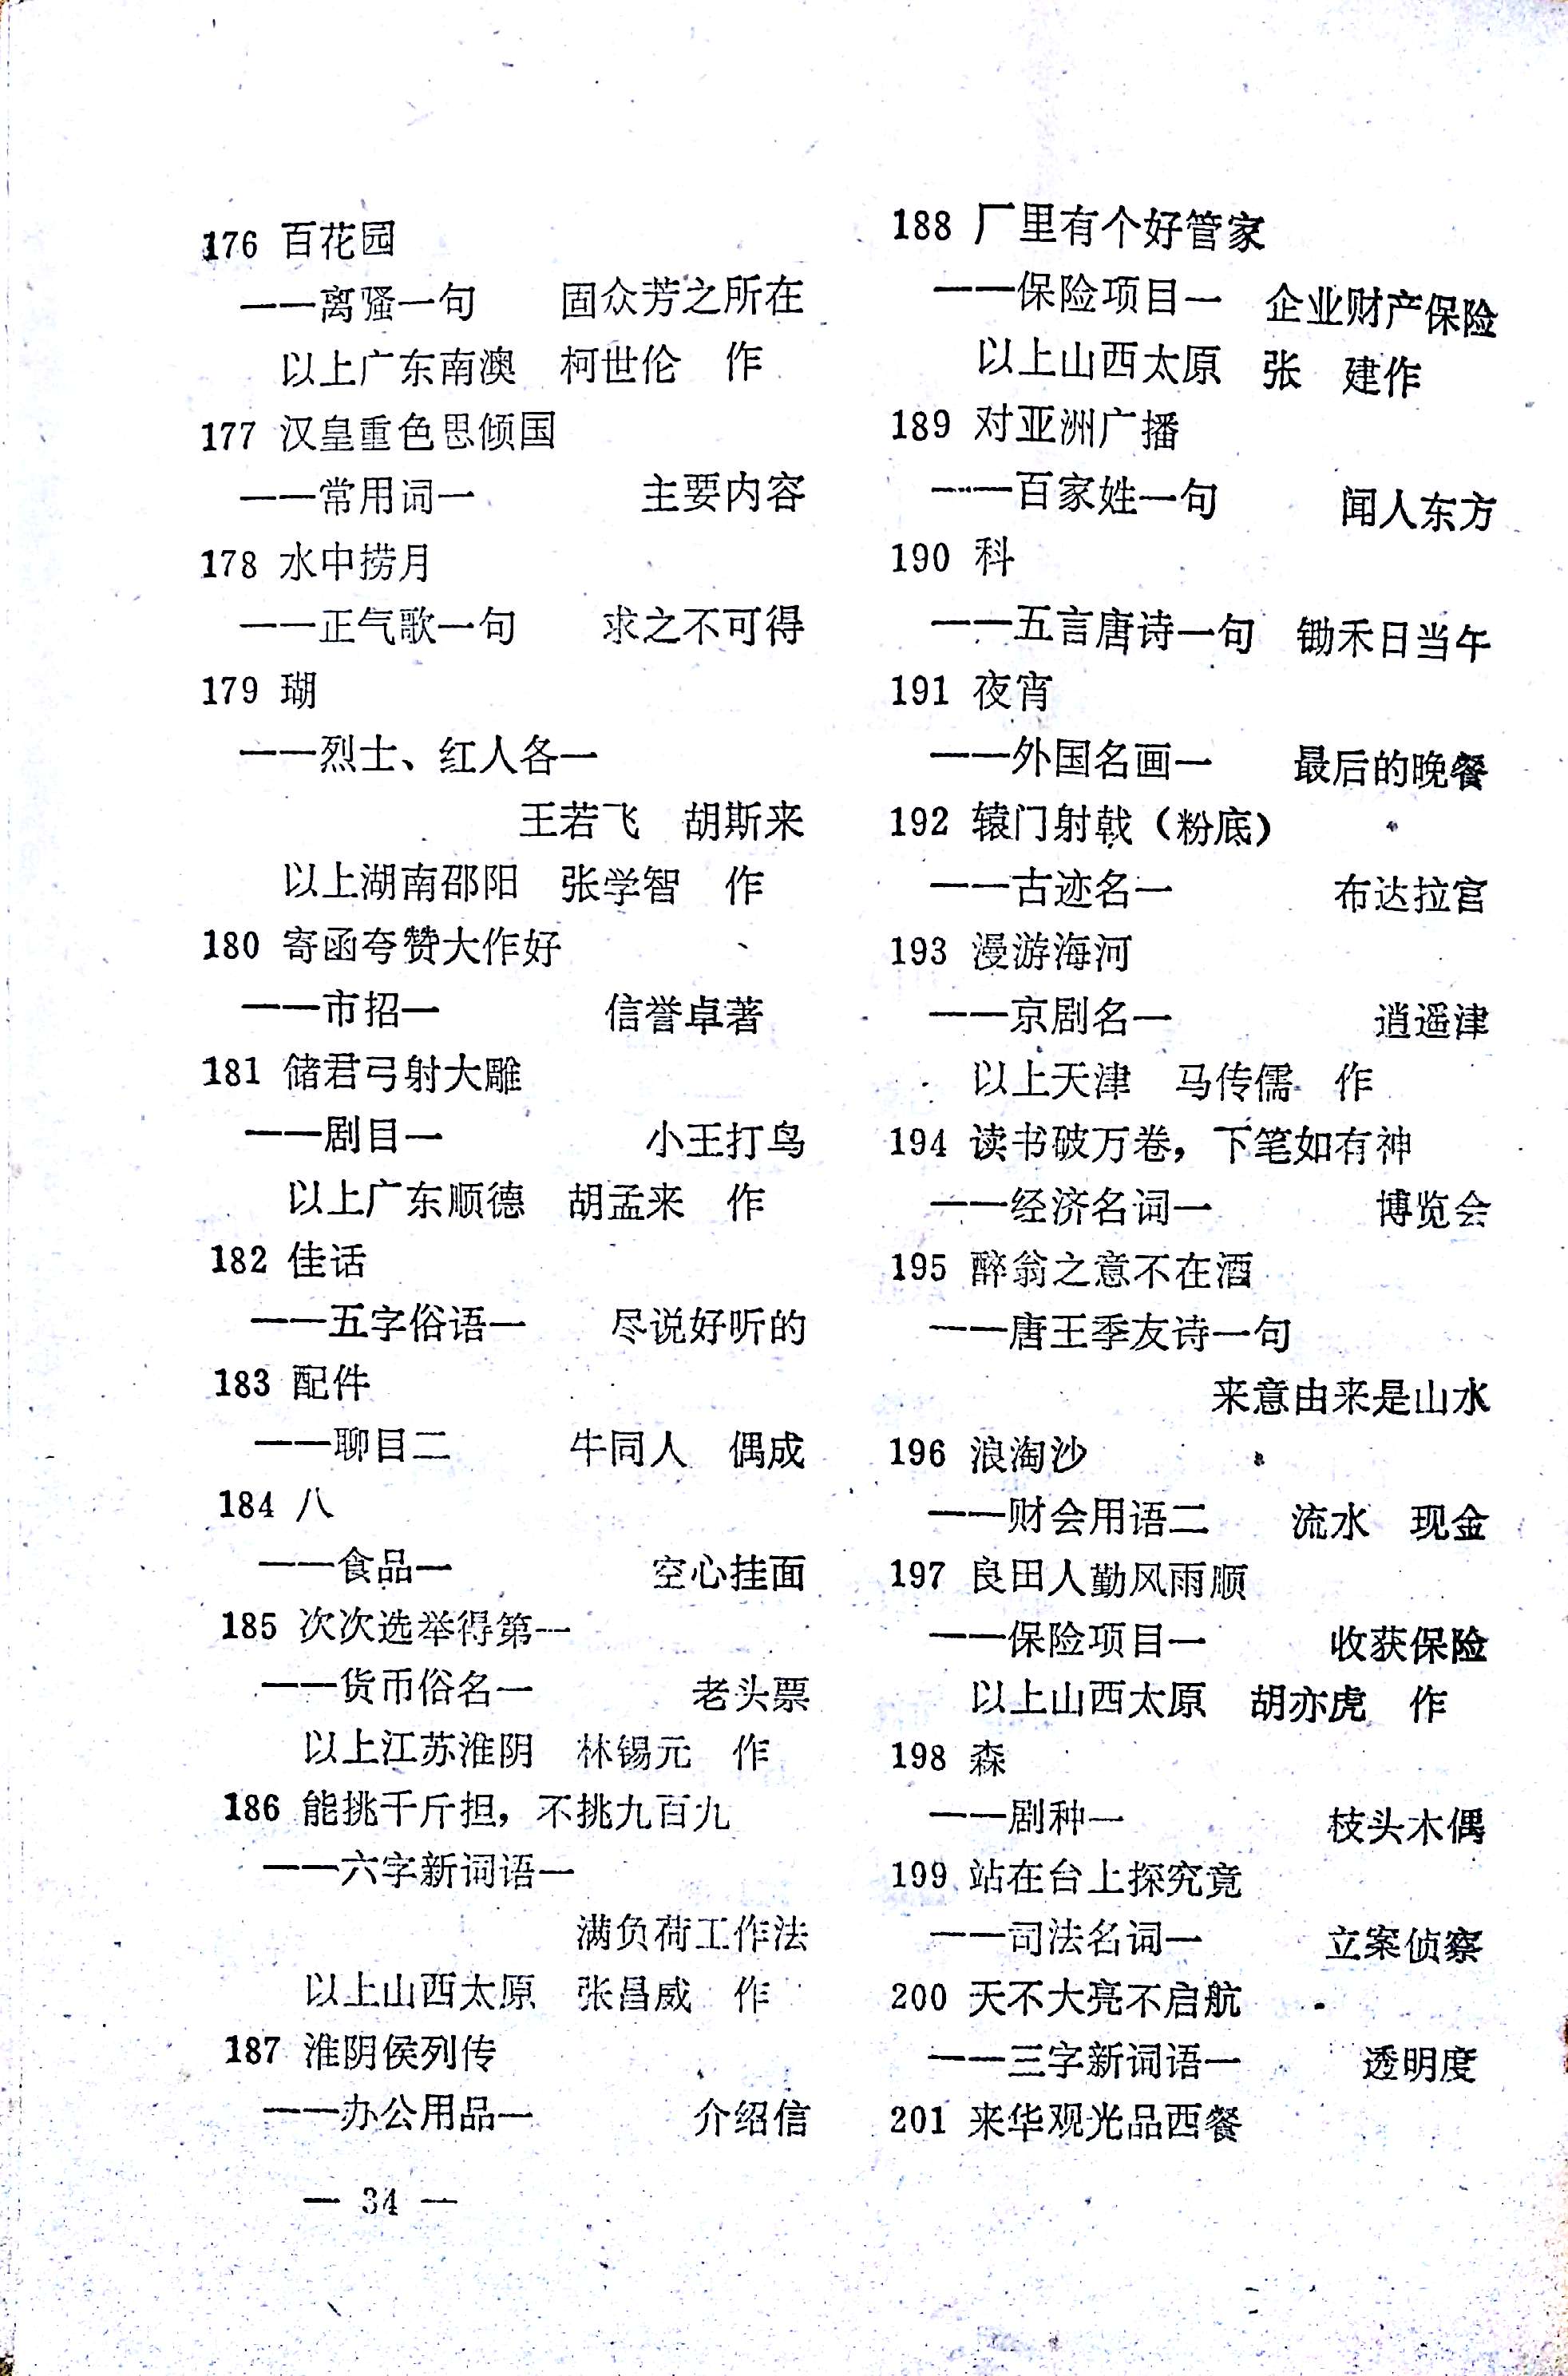 176 百花园
——离骚一句 固众芳之所在
以上广东南澳 柯世伦 作
177 汉皇重色思倾国
——常用词一 主要内容
178 水中捞月
——正气歌一句 求之不可得
179 瑚
——烈士、红人各一
王若飞 胡斯来
以上湖南邵阳 张学智 作
180 寄函夸赞大作好
——市招一 信誉卓著
181 储君弓射大雕
——剧目一 小王打鸟
以上广东顺德 胡孟来 作
182 佳话
——五字俗语一 尽说好听的
183 配件
——聊目二 牛同人 偶成
184 八
——食品一 空心挂面
185 次次选举得第一
——货币俗名一 老头票
以上江苏淮阴 林锡元 作
186 能挑千斤担，不挑九百九
——六字新词语一
满负荷工作法
以上山西太原 张昌威 作
187 淮阴侯列传
——办公用品一 介绍信
— 34 —
188 厂里有个好管家
——保险项目一 企业财产保险
以上山西太原 张 建作
189 对亚洲广播
——百家姓一句 闻人东方
190 科
——五言唐诗一句 锄禾日当午
191 夜宵
——外国名画一 最后的晚餐
192 辕门射戟（粉底）
——古迹名一 布达拉宫
193 漫游海河
——京剧名一 逍遥津
以上天津 马传儒 作
194 读书破万卷，下笔如有神
——经济名词一 博览会
195 醉翁之意不在酒
——唐王季友诗一句
来意由来是山水
196 浪淘沙
——财会用语二 流水 现金
197 良田人勤风雨顺
——保险项目一 收获保险
以上山西太原 胡亦虎 作
198 森
——剧种一 枝头木偶
199 站在台上探究竟
——司法名词一 立案侦察
200 天不大亮不启航
——三字新词语一 透明度
201 来华观光品西餐